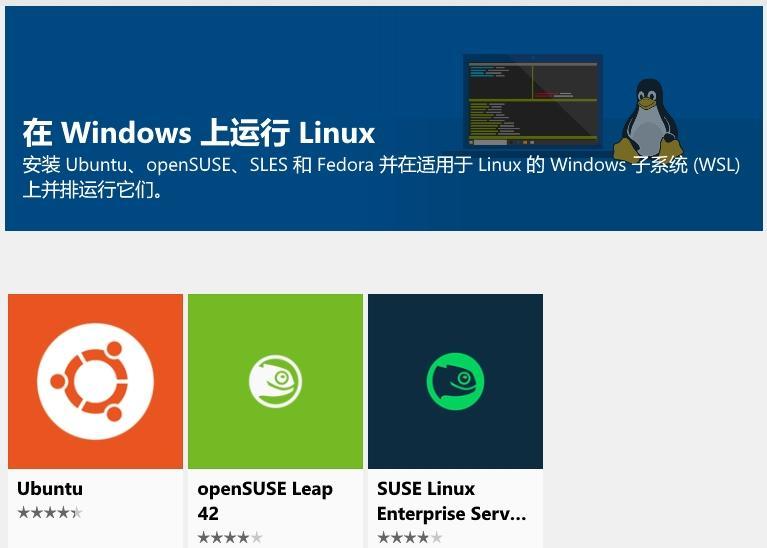 在 Windows 上运行 Linux
安装 Ubuntu、openSUSE、SLES 和 Fedora 并在适用于 Linux 的 Windows 子系统 (WSL)
上并排运行它们。
Ubuntu
openSUSE Leap
42
SUSE Linux
Enterprise Serv...